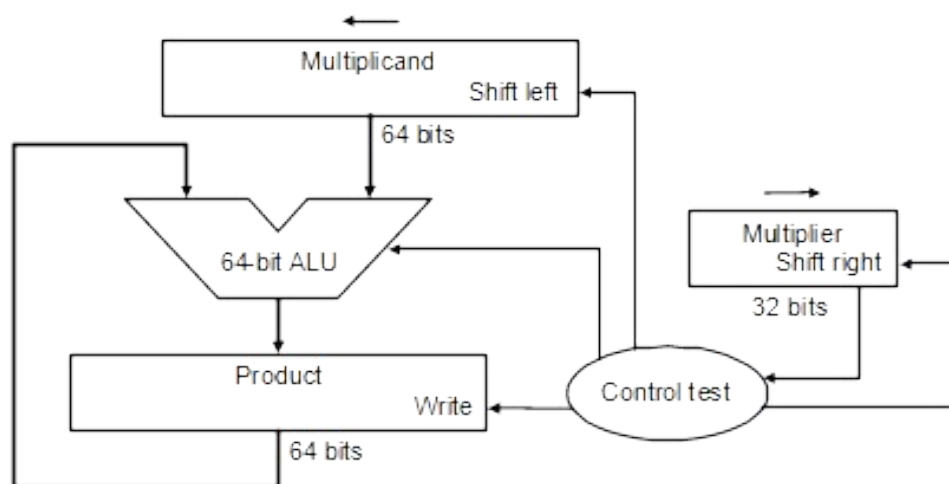 Multiplicand
Shift left
64 bits
64-bit ALU
Multiplier
Shift right
32 bits
Product
Write
Control test
64 bits